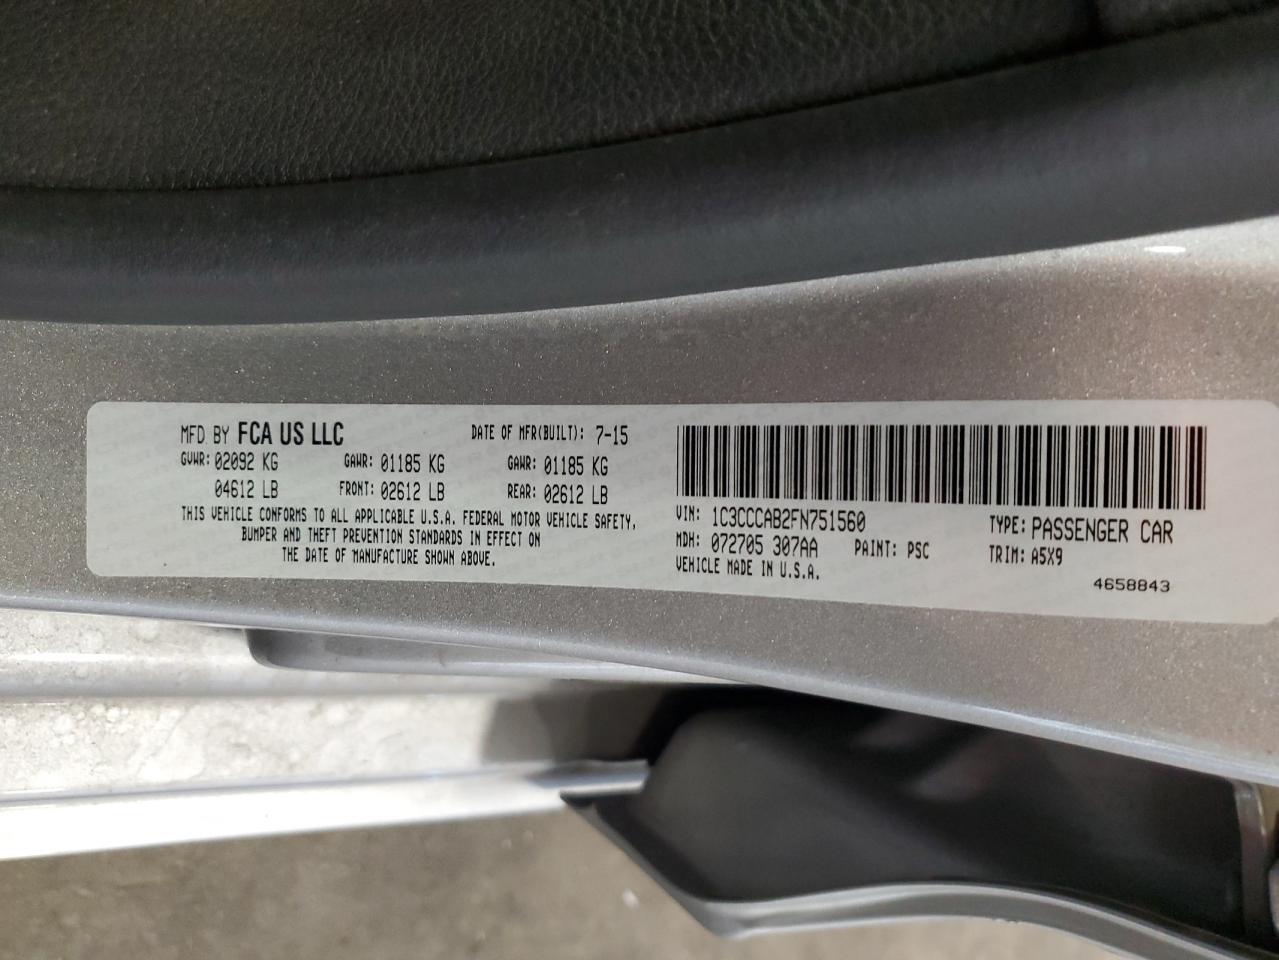 MFD BY FCA US LLC DATE OF MFR(BUILT): 7-15
GVWR: 02092 KG GAWR: 01185 KG GAWR: 01185 KG
04612 LB FRONT: 02612 LB REAR: 02612 LB
THIS VEHICLE CONFORMS TO ALL APPLICABLE U.S.A. FEDERAL MOTOR VEHICLE SAFETY,
BUMPER AND THEFT PREVENTION STANDARDS IN EFFECT ON
THE DATE OF MANUFACTURE SHOWN ABOVE.
VIN: 1C3CCCAB2FN751560 TYPE: PASSENGER CAR
MDH: 072705 307AA PAINT: PSC TRIM: A5X9
VEHICLE MADE IN U.S.A.
4658843